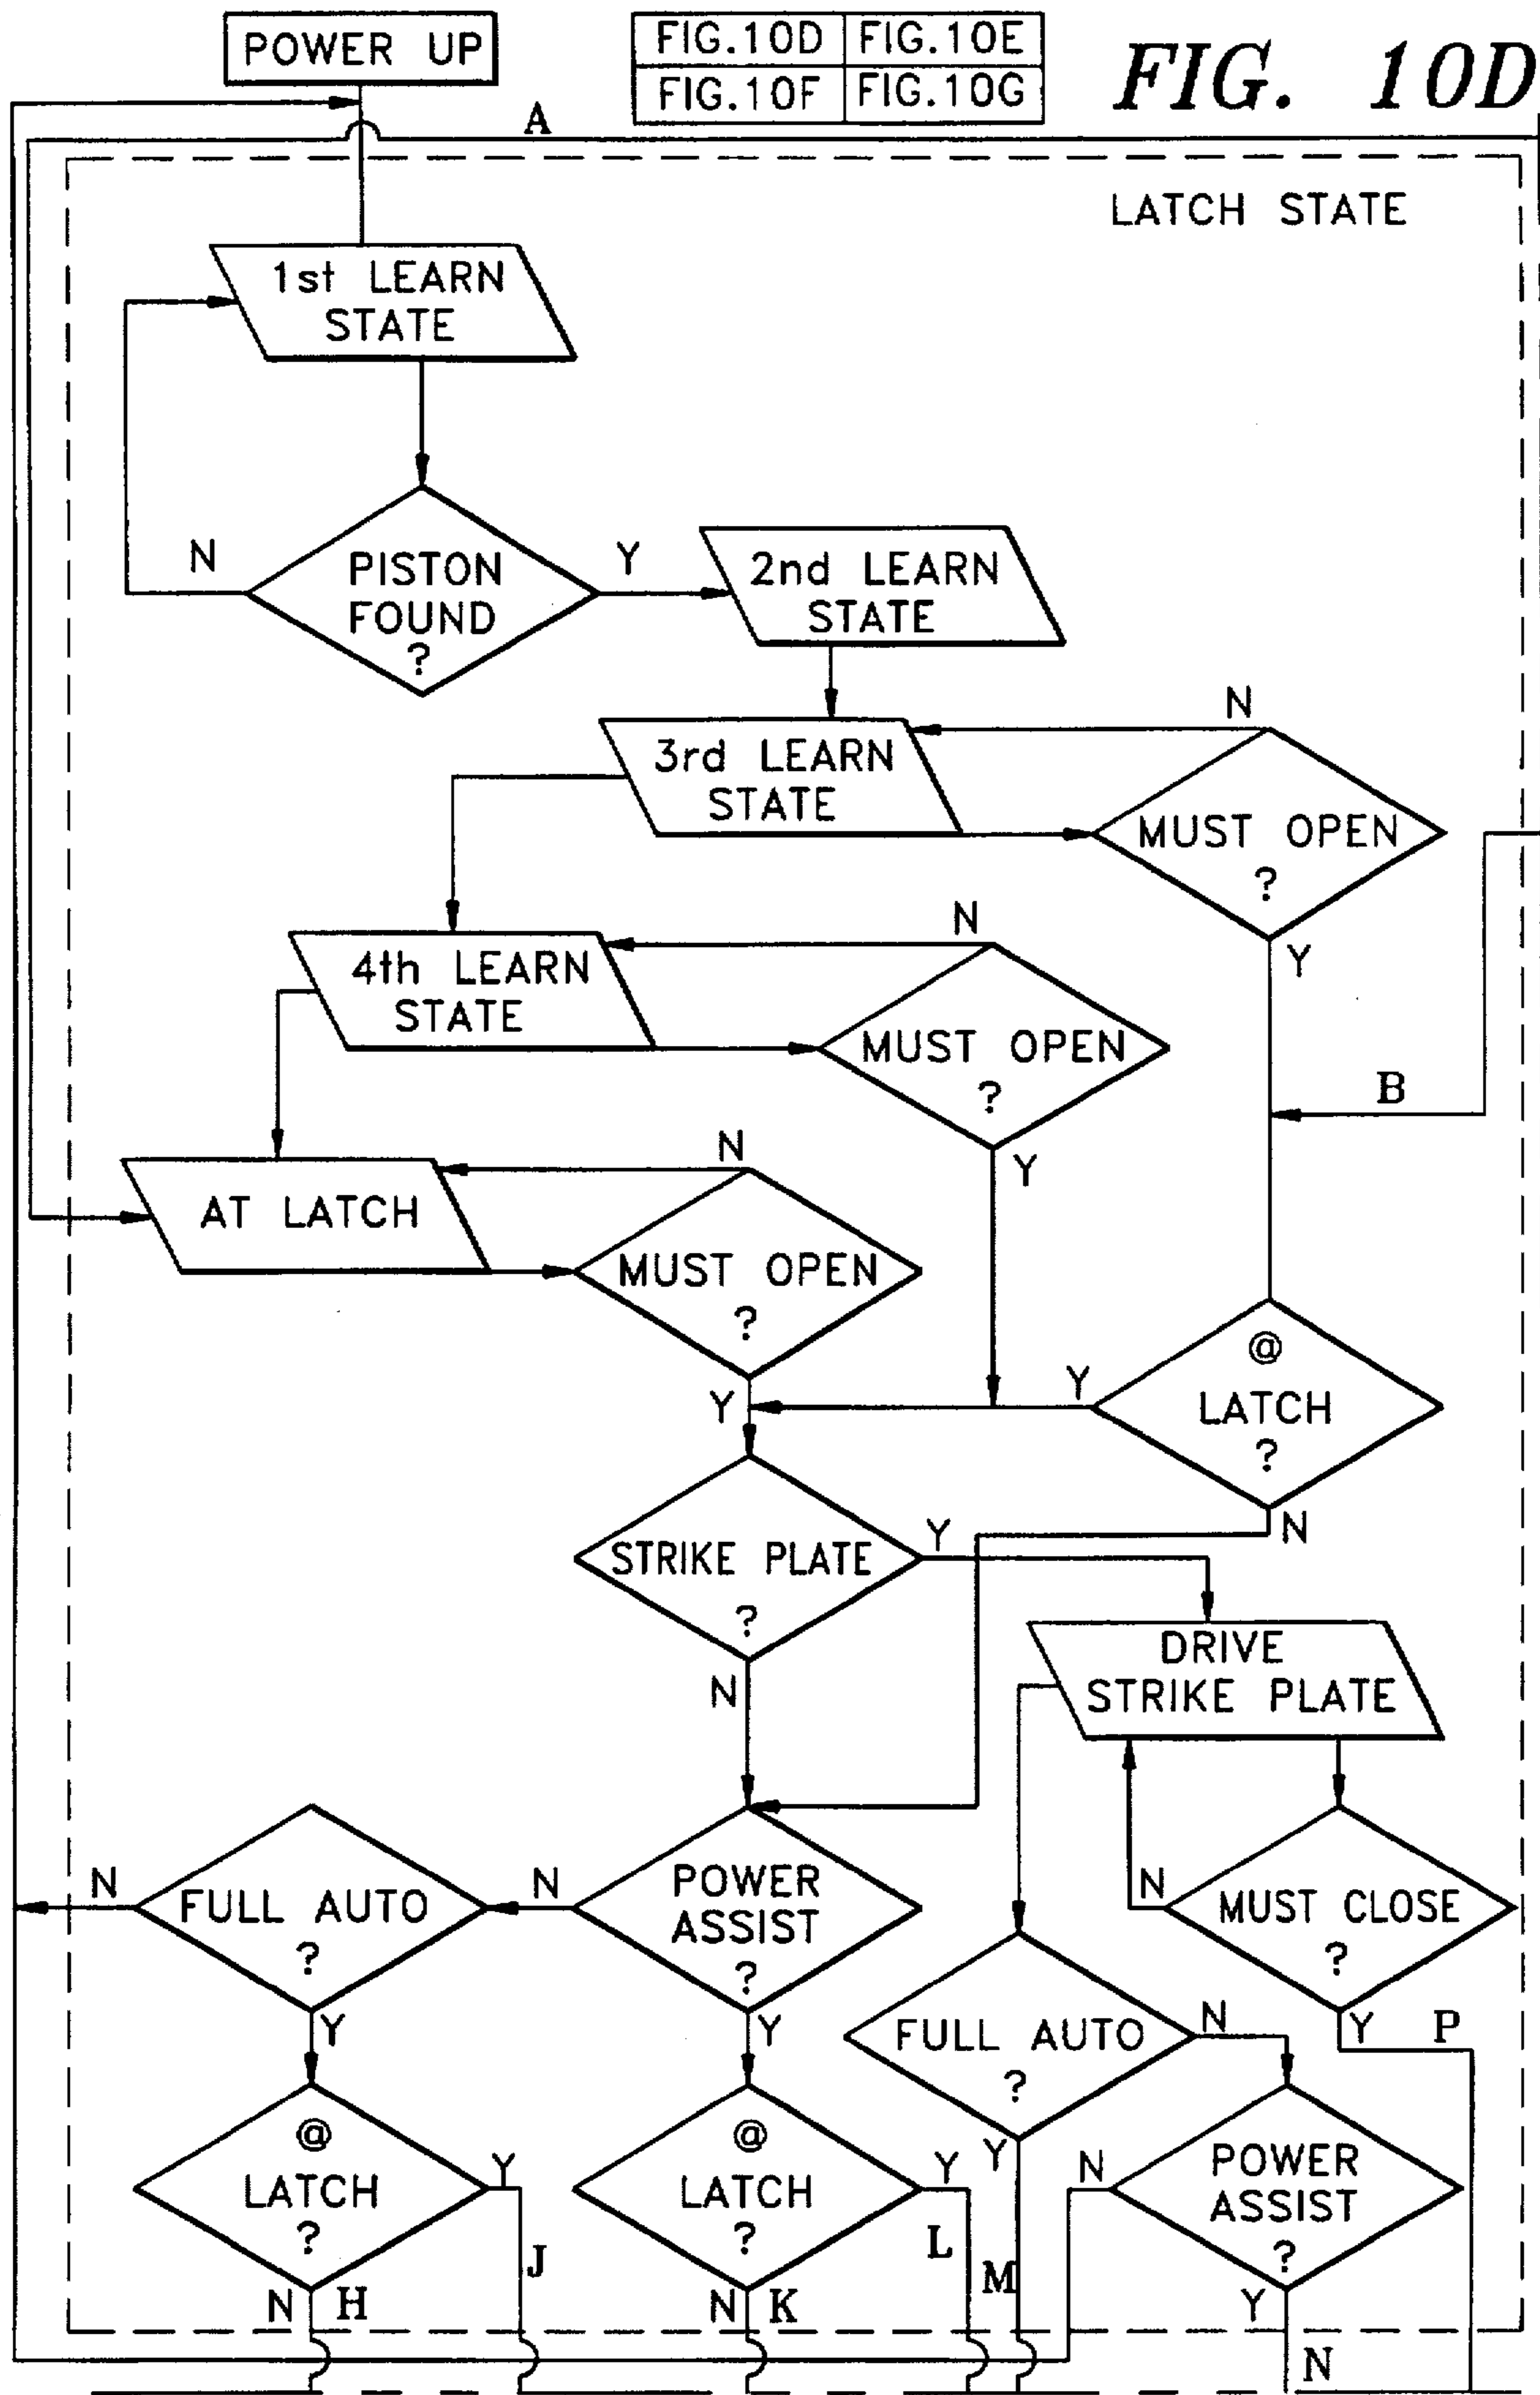 POWER UP
FIG.10D FIG.10E
FIG.10F FIG.10G
FIG. 10D
A
LATCH STATE
1st LEARN
STATE
N
PISTON
FOUND
?
Y
2nd LEARN
STATE
N
3rd LEARN
STATE
MUST OPEN
?
Y
N
4th LEARN
STATE
MUST OPEN
?
Y
B
N
AT LATCH
MUST OPEN
?
Y
@
LATCH
?
Y
N
STRIKE PLATE
?
Y
N
DRIVE
STRIKE PLATE
N
FULL AUTO
?
Y
N
POWER
ASSIST
?
Y
N
MUST CLOSE
?
Y
P
FULL AUTO
?
N
Y
@
LATCH
?
Y
J
N
H
@
LATCH
?
Y
L
N
K
M
N
POWER
ASSIST
?
Y
N